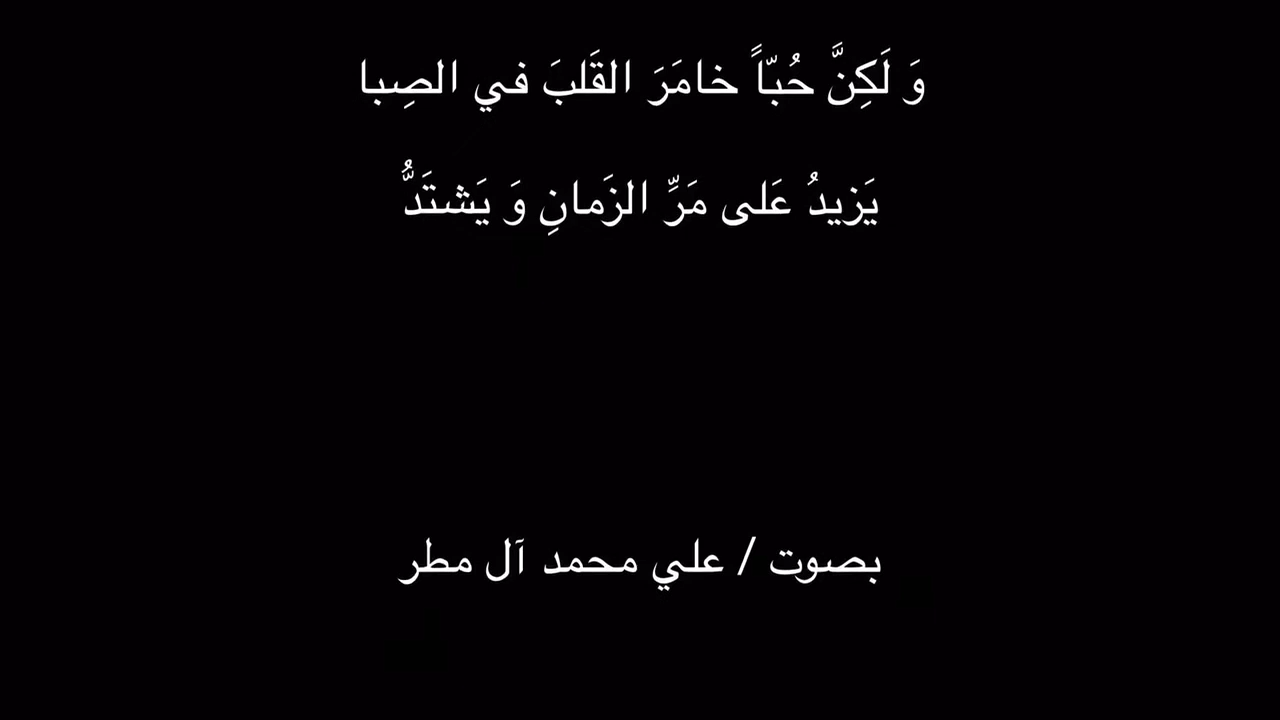 وَ لَكِنَّ حُبّاً خامَرَ القَلبَ في الصِبا
يَزيدُ عَلى مَرِّ الزَمانِ وَ يَشتَدُّ
بصوت / علي محمد آل مطر